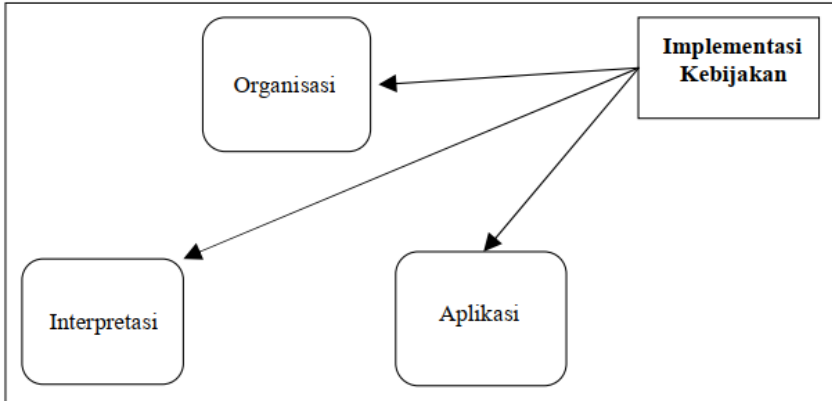 Organisasi
Implementasi
Kebijakan
Interpretasi
Aplikasi